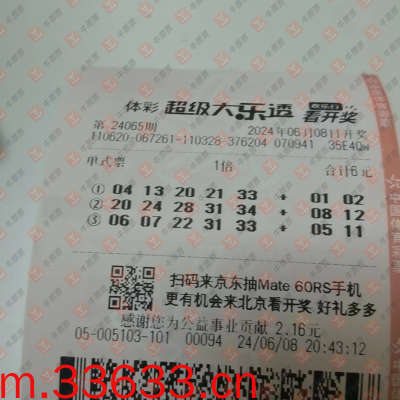 体彩 超级大乐透 看开奖
第 24065期 2024年06月08日开奖
110620-067261-110328-376204 070941 35E4QW
单式票 1倍 合计6元
① 04 13 20 21 33 + 01 02
② 20 24 28 31 34 + 08 12
③ 06 07 22 31 33 + 05 11
扫码来京东抽Mate 60RS手机
更有机会来北京看开奖 好礼多多
感谢您为公益事业贡献 2.16元
05-005103-101 00094 24/06/08 20:43:12
m.33633.cn